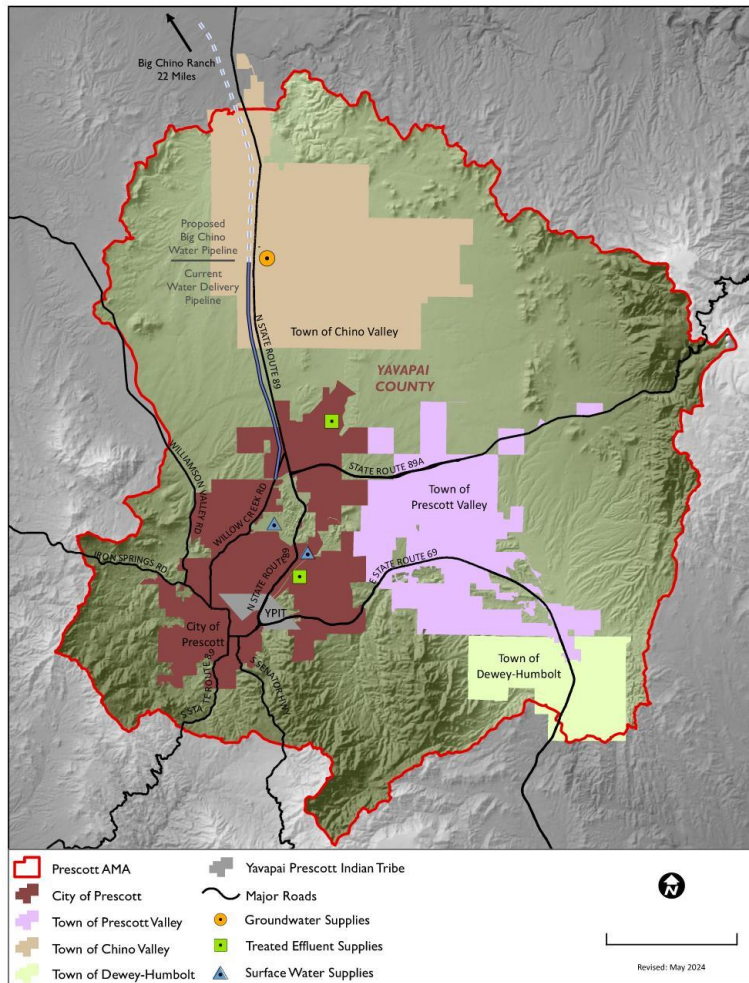 Big Chino Ranch
22 Miles
Proposed
Big Chino
Water Pipeline
Current
Water Delivery
Pipeline
N STATE ROUTE 89
Town of Chino Valley
YAVAPAI
COUNTY
WILLIAMSON VALLEY RD
STATE ROUTE 89A
Town of
Prescott Valley
WILLOW CREEK RD
IRON SPRINGS RD
N STATE ROUTE 89
E STATE ROUTE 69
YPIT
City of
Prescott
Town of
Dewey-Humbolt
S STATE ROUTE 89
S SENATOR HWY
Prescott AMA
City of Prescott
Town of Prescott Valley
Town of Chino Valley
Town of Dewey-Humbolt
Yavapai Prescott Indian Tribe
Major Roads
Groundwater Supplies
Treated Effluent Supplies
Surface Water Supplies
N
Revised: May 2024